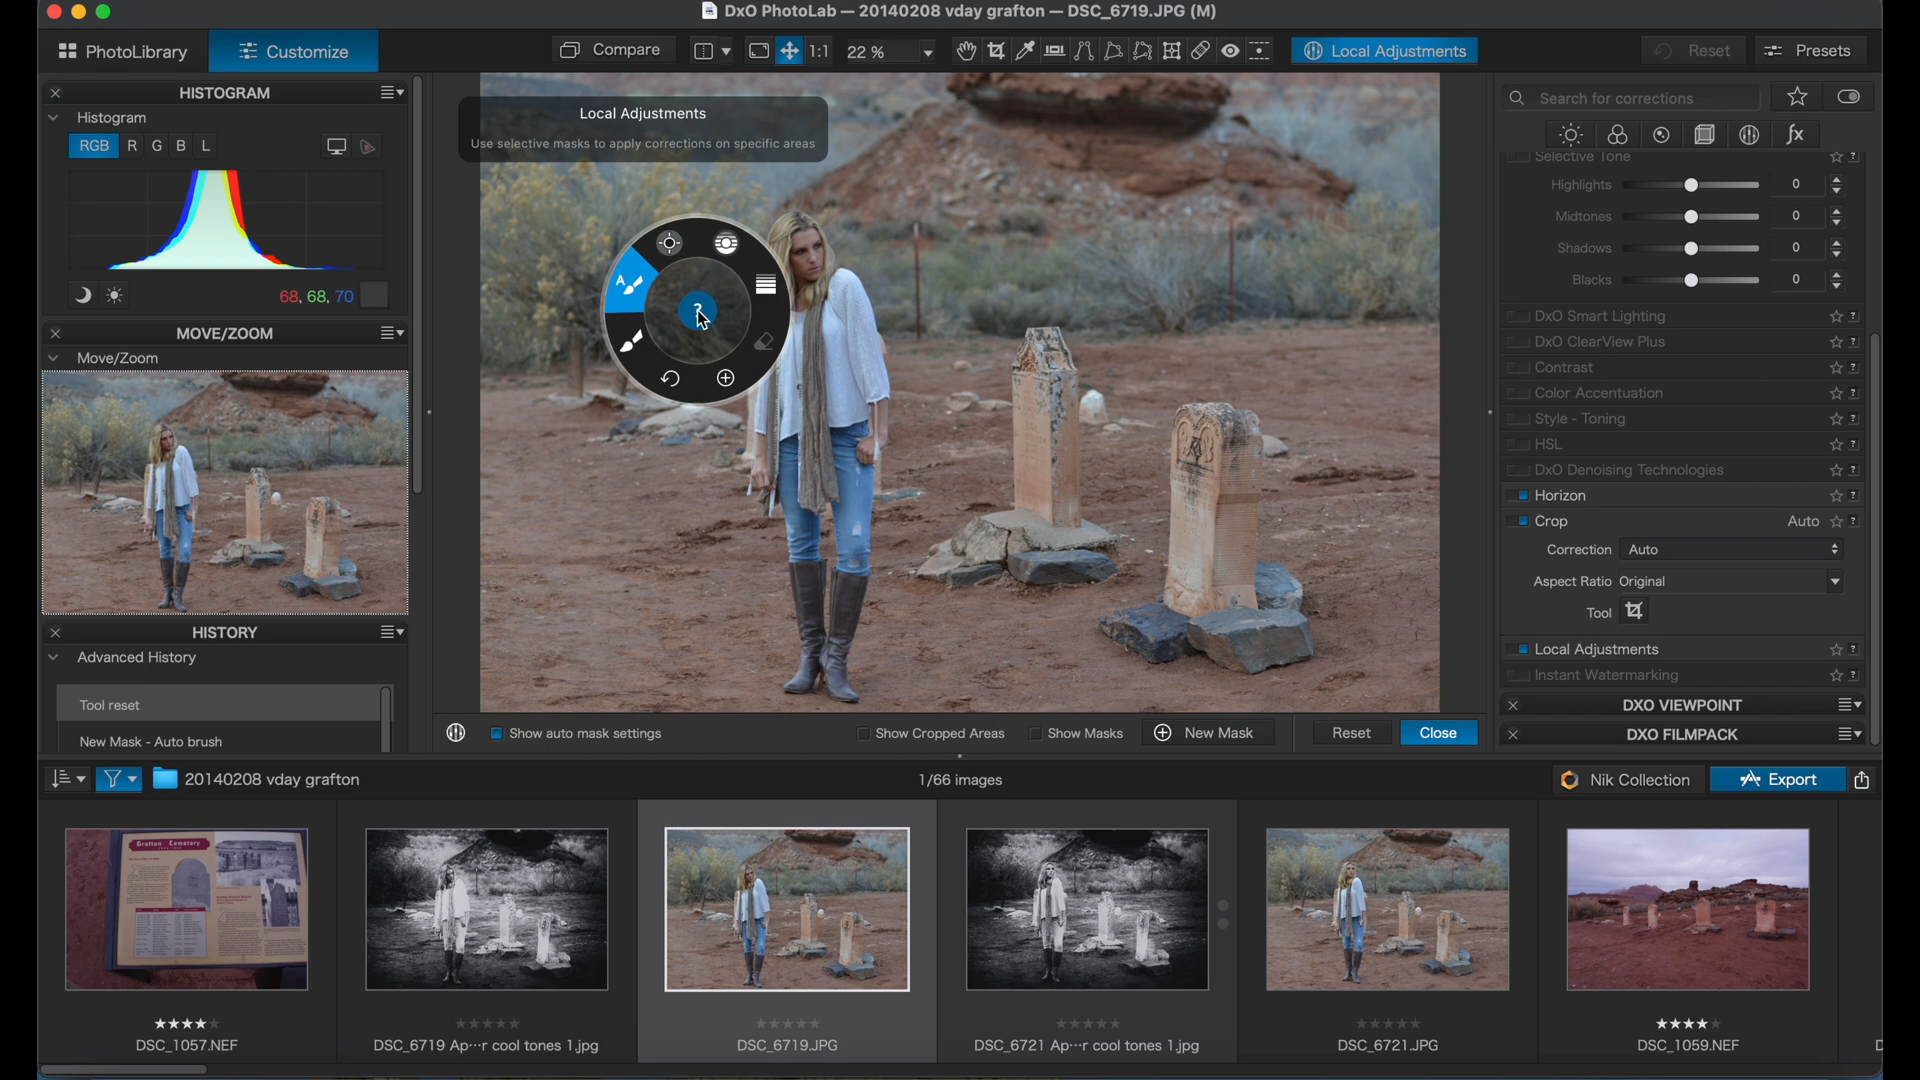 DxO PhotoLab — 20140208 vday grafton — DSC_6719.JPG (M)
PhotoLibrary
Customize
Compare
1:1
22 %
Local Adjustments
Reset
Presets
HISTOGRAM
Histogram
RGB R G B L
68, 68, 70
MOVE/ZOOM
Move/Zoom
HISTORY
Advanced History
Tool reset
New Mask - Auto brush
Local Adjustments
Use selective masks to apply corrections on specific areas
A
?
Show auto mask settings
Show Cropped Areas
Show Masks
New Mask
Reset
Close
Search for corrections
fx
Selective Tone ?
Highlights 0
Midtones 0
Shadows 0
Blacks 0
DxO Smart Lighting ?
DxO ClearView Plus ?
Contrast ?
Color Accentuation ?
Style - Toning ?
HSL ?
DxO Denoising Technologies ?
Horizon ?
Crop Auto ?
Correction Auto
Aspect Ratio Original
Tool
Local Adjustments ?
Instant Watermarking ?
DXO VIEWPOINT
DXO FILMPACK
20140208 vday grafton
1/66 images
Nik Collection
Export
Grafton Cemetery
DSC_1057.NEF
DSC_6719 Ap···r cool tones 1.jpg
DSC_6719.JPG
DSC_6721 Ap···r cool tones 1.jpg
DSC_6721.JPG
DSC_1059.NEF